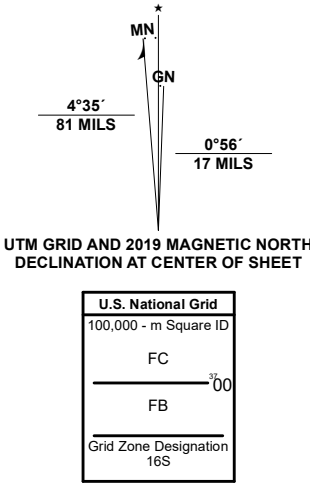 ★
MN
GN
4°35´
81 MILS
0°56´
17 MILS
UTM GRID AND 2019 MAGNETIC NORTH
DECLINATION AT CENTER OF SHEET
U.S. National Grid
100,000 - m Square ID
FC
3700
FB
Grid Zone Designation
16S